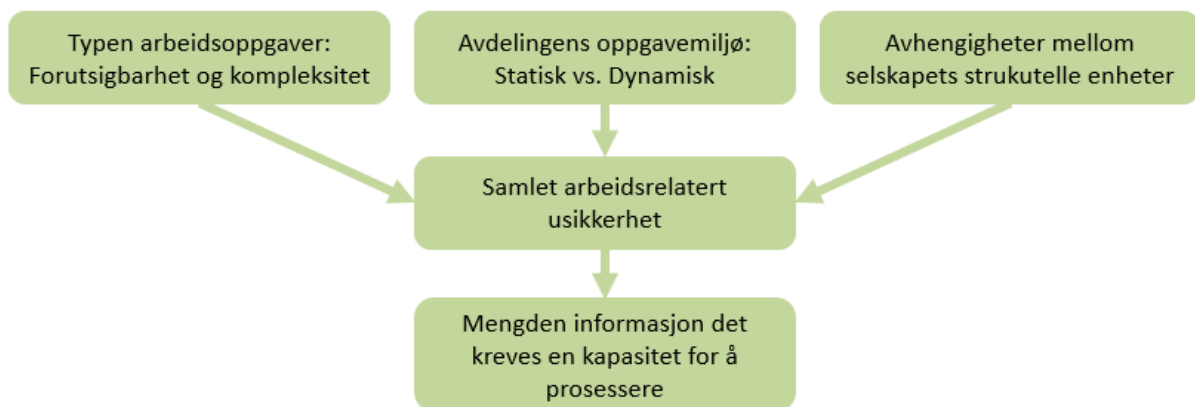 Typen arbeidsoppgaver:
Forutsigbarhet og kompleksitet
Avdelingens oppgavemiljø:
Statisk vs. Dynamisk
Avhengigheter mellom
selskapets strukutelle enheter
Samlet arbeidsrelatert
usikkerhet
Mengden informasjon det
kreves en kapasitet for å
prosessere